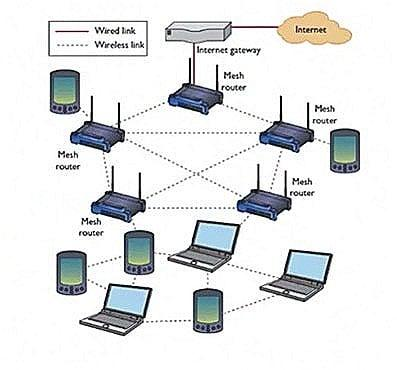 Wired link
Wireless link
Internet
Internet gateway
Mesh
router
Mesh
router
Mesh
router
Mesh
router
Mesh
router